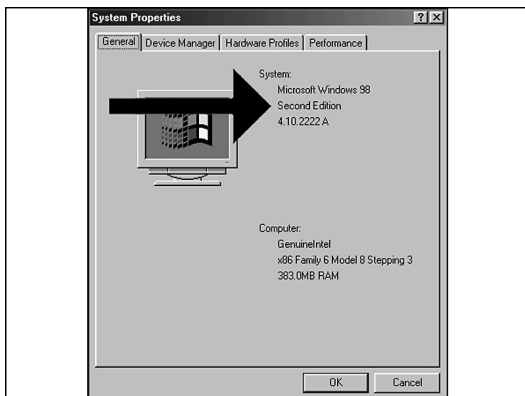 System Properties
General Device Manager Hardware Profiles Performance
System:
Microsoft Windows 98
Second Edition
4.10.2222 A
Computer:
GenuineIntel
x86 Family 6 Model 8 Stepping 3
383.0MB RAM
OK Cancel